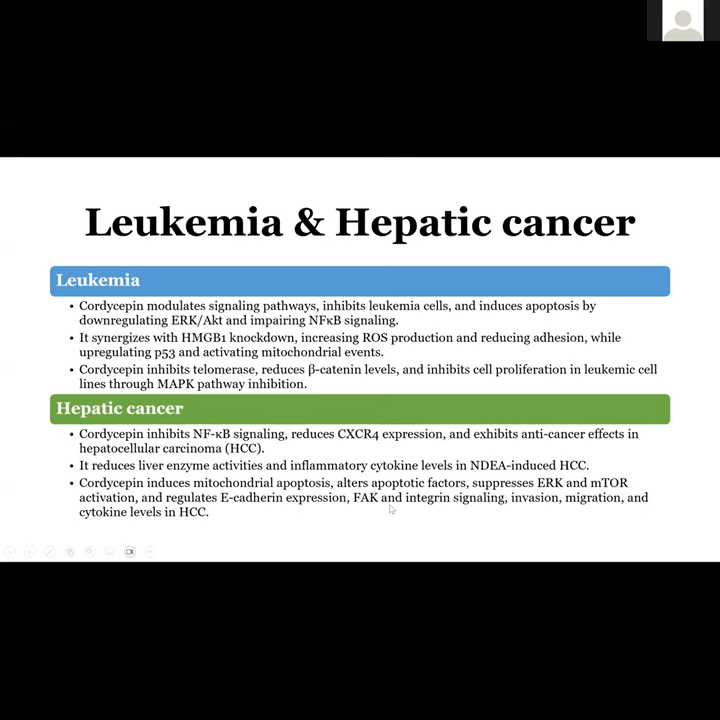 Leukemia & Hepatic cancer
Leukemia
• Cordycepin modulates signaling pathways, inhibits leukemia cells, and induces apoptosis by
downregulating ERK/Akt and impairing NFκB signaling.
• It synergizes with HMGB1 knockdown, increasing ROS production and reducing adhesion, while
upregulating p53 and activating mitochondrial events.
• Cordycepin inhibits telomerase, reduces β-catenin levels, and inhibits cell proliferation in leukemic cell
lines through MAPK pathway inhibition.
Hepatic cancer
• Cordycepin inhibits NF-κB signaling, reduces CXCR4 expression, and exhibits anti-cancer effects in
hepatocellular carcinoma (HCC).
• It reduces liver enzyme activities and inflammatory cytokine levels in NDEA-induced HCC.
• Cordycepin induces mitochondrial apoptosis, alters apoptotic factors, suppresses ERK and mTOR
activation, and regulates E-cadherin expression, FAK and integrin signaling, invasion, migration, and
cytokine levels in HCC.